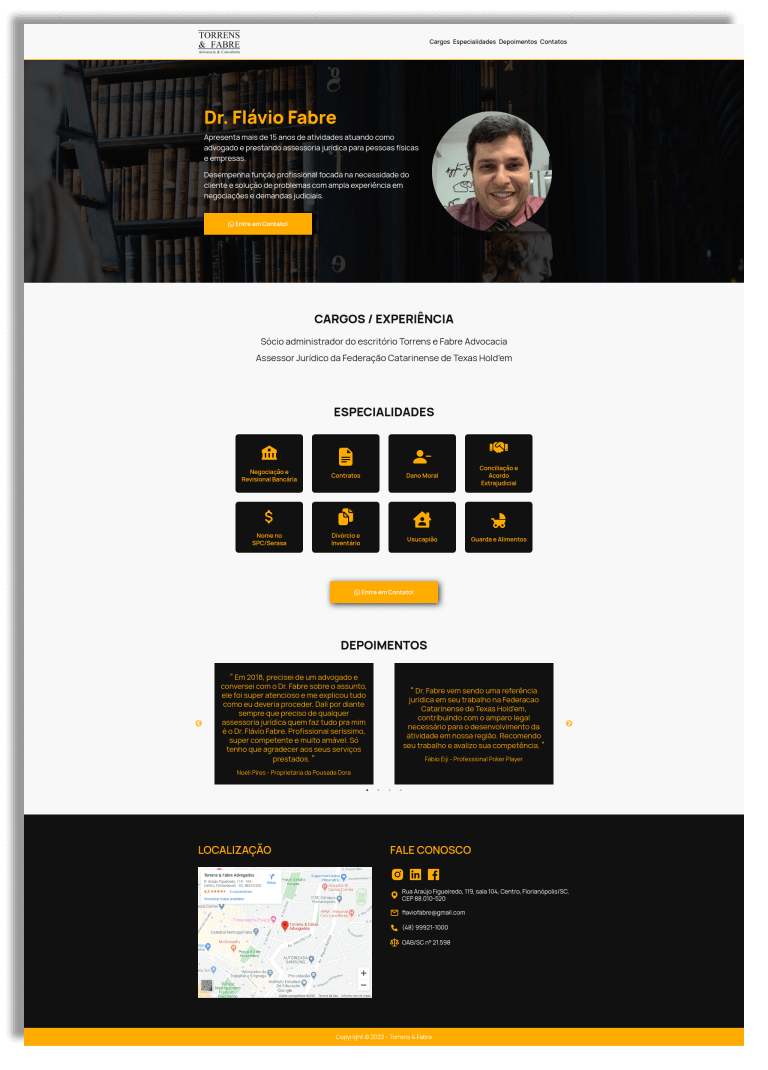 TORRENS
& FABRE
Advocacia & Consultoria
Cargos Especialidades Depoimentos Contatos
Dr. Flávio Fabre
Apresenta mais de 15 anos de atividades atuando como
advogado e prestando assessoria jurídica para pessoas físicas
e empresas.
Desempenha função profissional focada na necessidade do
cliente e solução de problemas com ampla experiência em
negociações e demandas judiciais.
Entre em Contato!
CARGOS / EXPERIÊNCIA
Sócio administrador do escritório Torrens e Fabre Advocacia
Assessor Jurídico da Federação Catarinense de Texas Hold'em
ESPECIALIDADES
Negociação e
Revisional Bancária
Contratos
Dano Moral
Conciliação e
Acordo
Extrajudicial
Nome no
SPC/Serasa
Divórcio e
Inventário
Usucapião
Guarda e Alimentos
Entre em Contato!
DEPOIMENTOS
" Em 2018, precisei de um advogado e
conversei com o Dr. Fabre sobre o assunto,
ele foi super atencioso e me explicou tudo
como eu deveria proceder. Dali por diante
sempre que preciso de qualquer
assessoria jurídica quem faz tudo pra mim
é o Dr. Flávio Fabre. Profissional seríssimo,
super competente e muito amável. Só
tenho que agradecer aos seus serviços
prestados. "
Noeli Pires - Proprietária da Pousada Dora
" Dr. Fabre vem sendo uma referência
jurídica em seu trabalho na Federacao
Catarinense de Texas Hold'em,
contribuindo com o amparo legal
necessário para o desenvolvimento da
atividade em nossa região. Recomendo
seu trabalho e avalizo sua competência. "
Fábio Eiji - Professional Poker Player
LOCALIZAÇÃO
Torrens & Fabre Advogados
Rotas
Torrens & Fabre
Advogados
Catedral Metropolitana
McDonald's
AUTORIZADA
SAMSUNG
Google
FALE CONOSCO
Rua Araújo Figueiredo, 119, sala 104, Centro, Florianópolis/SC,
CEP 88.010-520
flaviofabre@gmail.com
(48) 99921-1000
OAB/SC nº 21.598
Copyright © 2022 - Torrens & Fabre